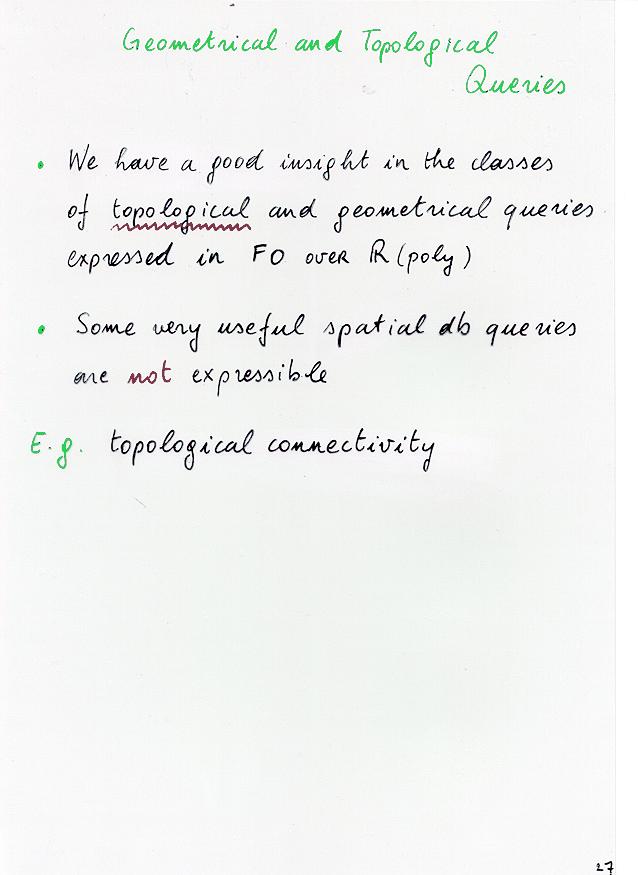 Geometrical and Topological
Queries
• We have a good insight in the classes
of topological and geometrical queries
expressed in FO over R (poly)
• Some very useful spatial db queries
are not expressible
E.g. topological connectivity
27